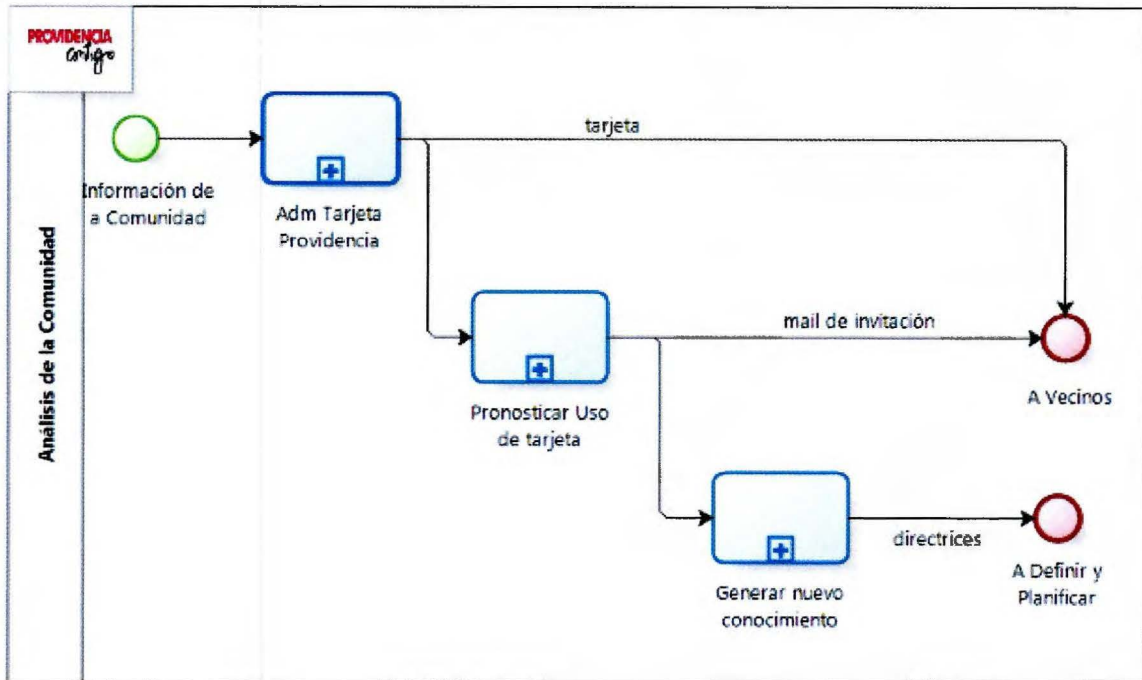 PROVIDENCIA
contigo
Análisis de la Comunidad
Información de
a Comunidad
Adm Tarjeta
Providencia
tarjeta
Pronosticar Uso
de tarjeta
mail de invitación
A Vecinos
Generar nuevo
conocimiento
directrices
A Definir y
Planificar